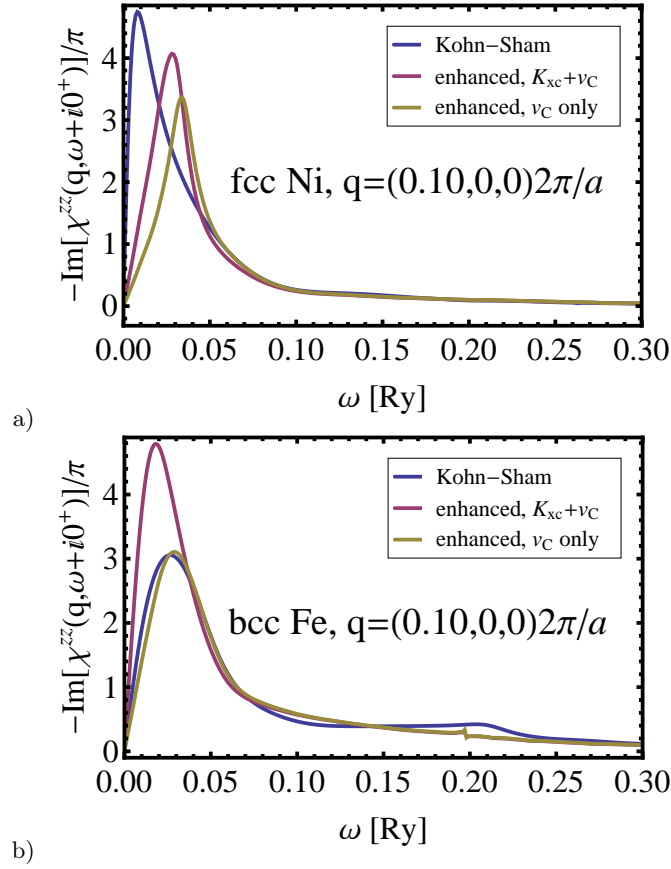 −Im[χ^zz(q,ω+i0⁺)]/π
4
3
2
1
0
Kohn−Sham
enhanced, K_xc+v_C
enhanced, v_C only
fcc Ni, q=(0.10,0,0)2π/a
0.00 0.05 0.10 0.15 0.20 0.25 0.30
ω [Ry]
a)
−Im[χ^zz(q,ω+i0⁺)]/π
4
3
2
1
0
Kohn−Sham
enhanced, K_xc+v_C
enhanced, v_C only
bcc Fe, q=(0.10,0,0)2π/a
0.00 0.05 0.10 0.15 0.20 0.25 0.30
ω [Ry]
b)